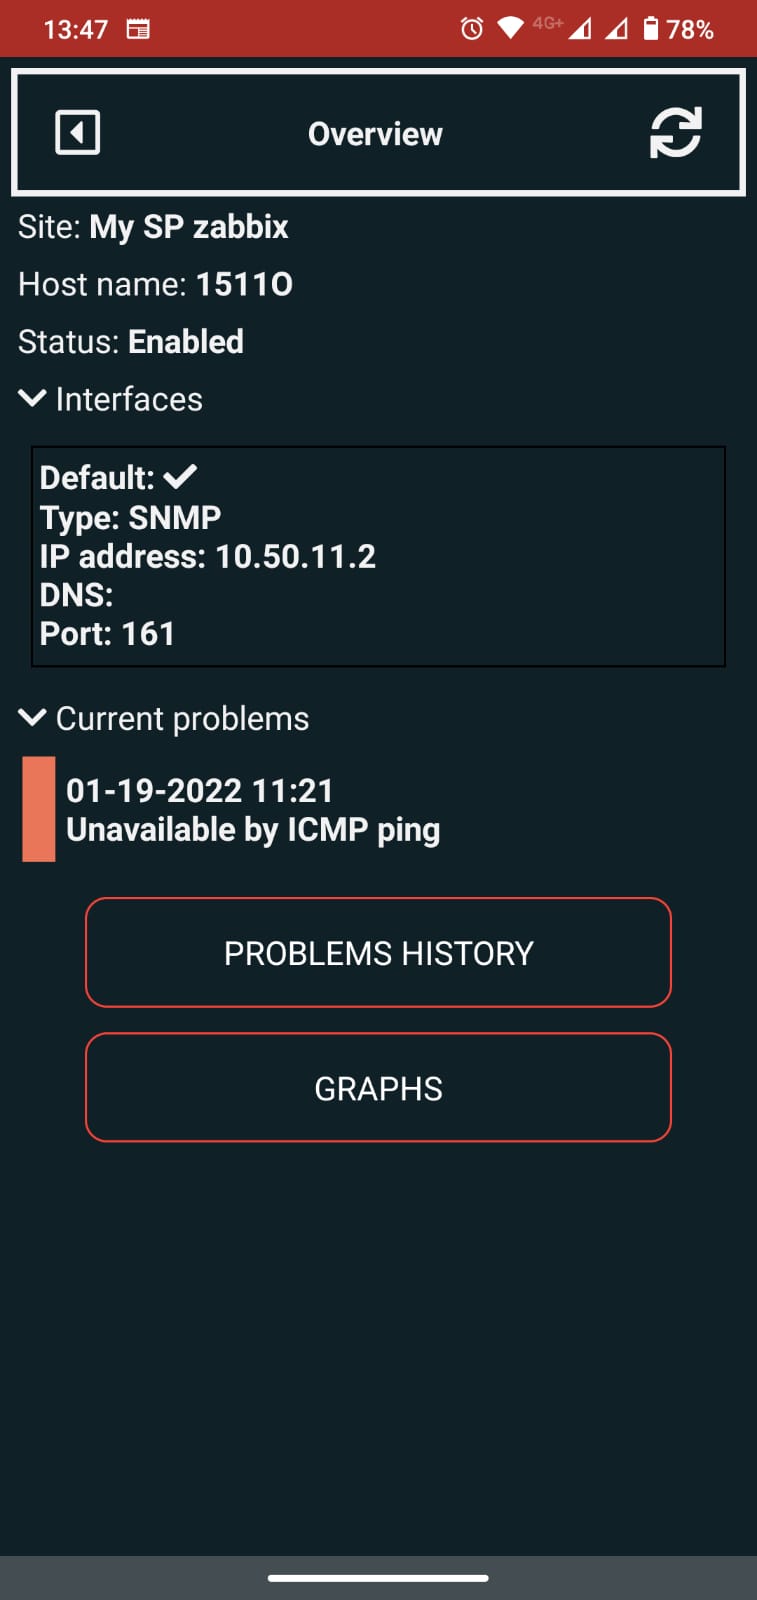 13:47 4G+ 78%
Overview
Site: My SP zabbix
Host name: 1511O
Status: Enabled
Interfaces
Default:
Type: SNMP
IP address: 10.50.11.2
DNS:
Port: 161
Current problems
01-19-2022 11:21
Unavailable by ICMP ping
PROBLEMS HISTORY
GRAPHS